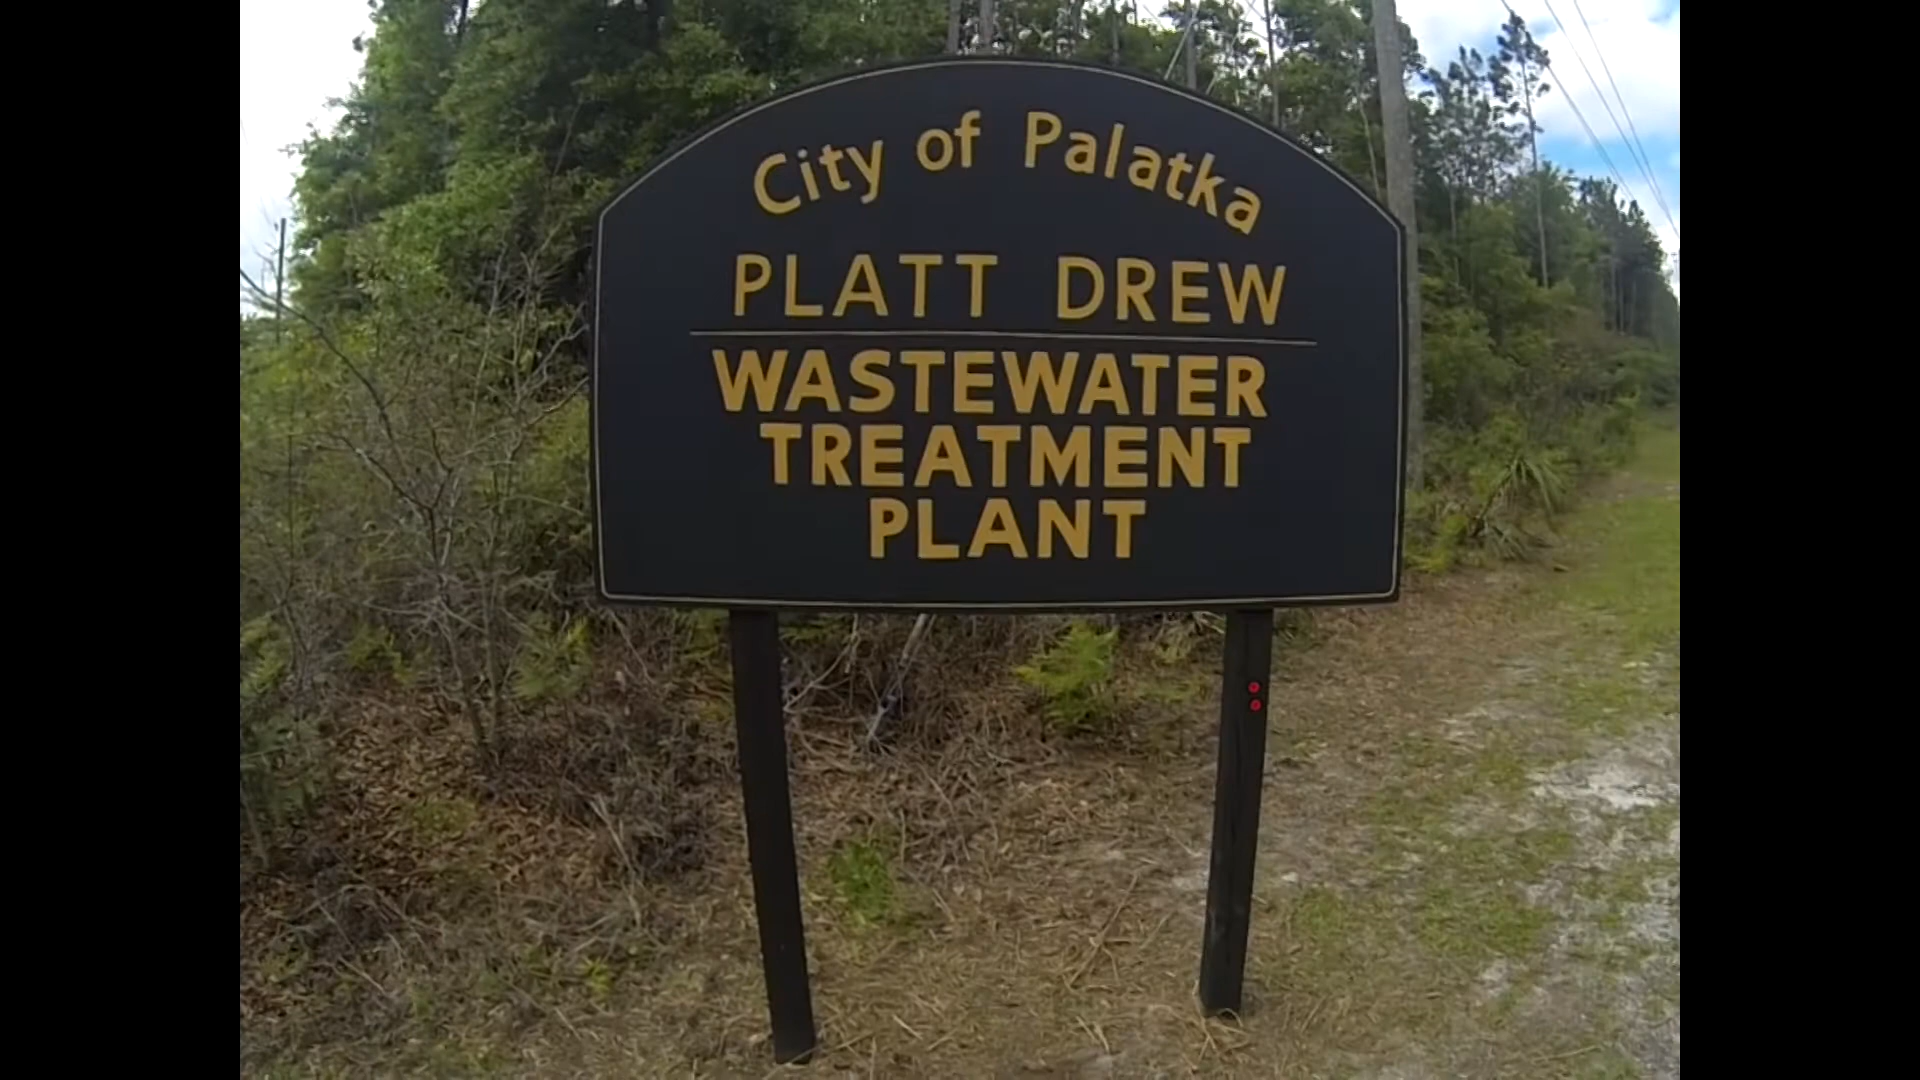 City of Palatka
PLATT DREW
WASTEWATER
TREATMENT
PLANT